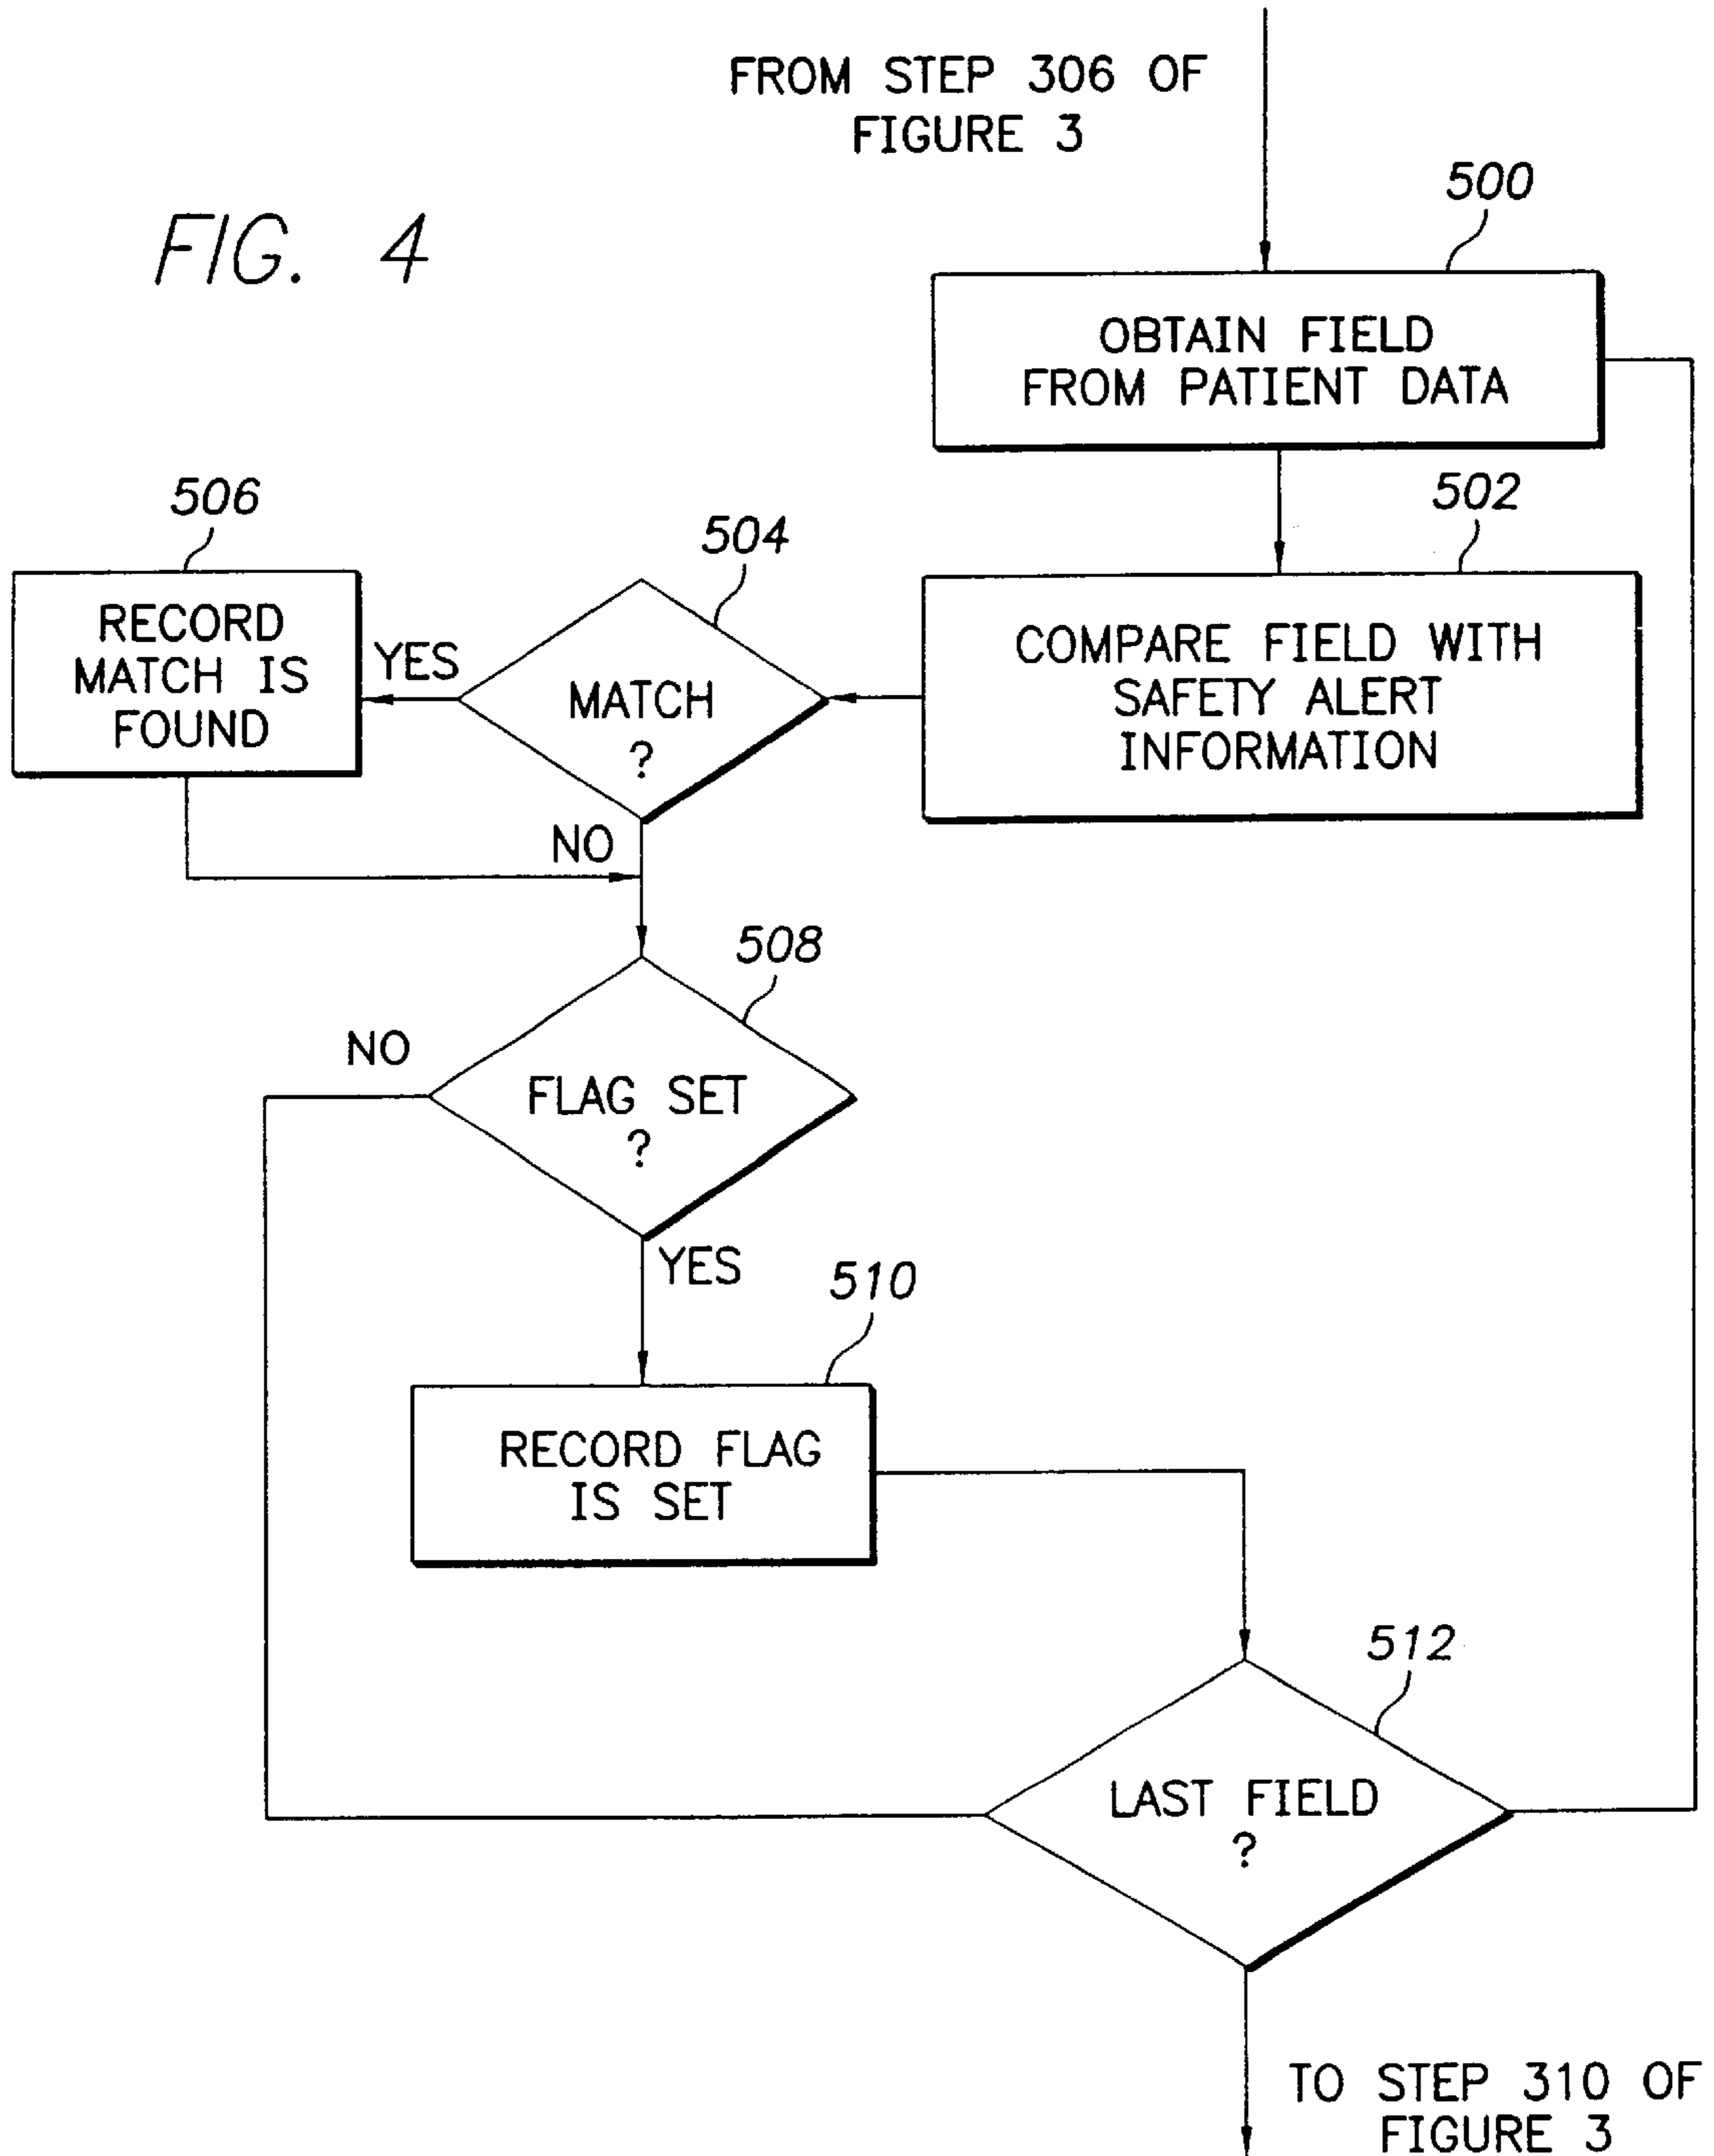 FROM STEP 306 OF
FIGURE 3
FIG. 4
500
OBTAIN FIELD
FROM PATIENT DATA
502
COMPARE FIELD WITH
SAFETY ALERT
INFORMATION
504
MATCH
?
YES
506
RECORD
MATCH IS
FOUND
NO
508
FLAG SET
?
NO
YES
510
RECORD FLAG
IS SET
512
LAST FIELD
?
TO STEP 310 OF
FIGURE 3